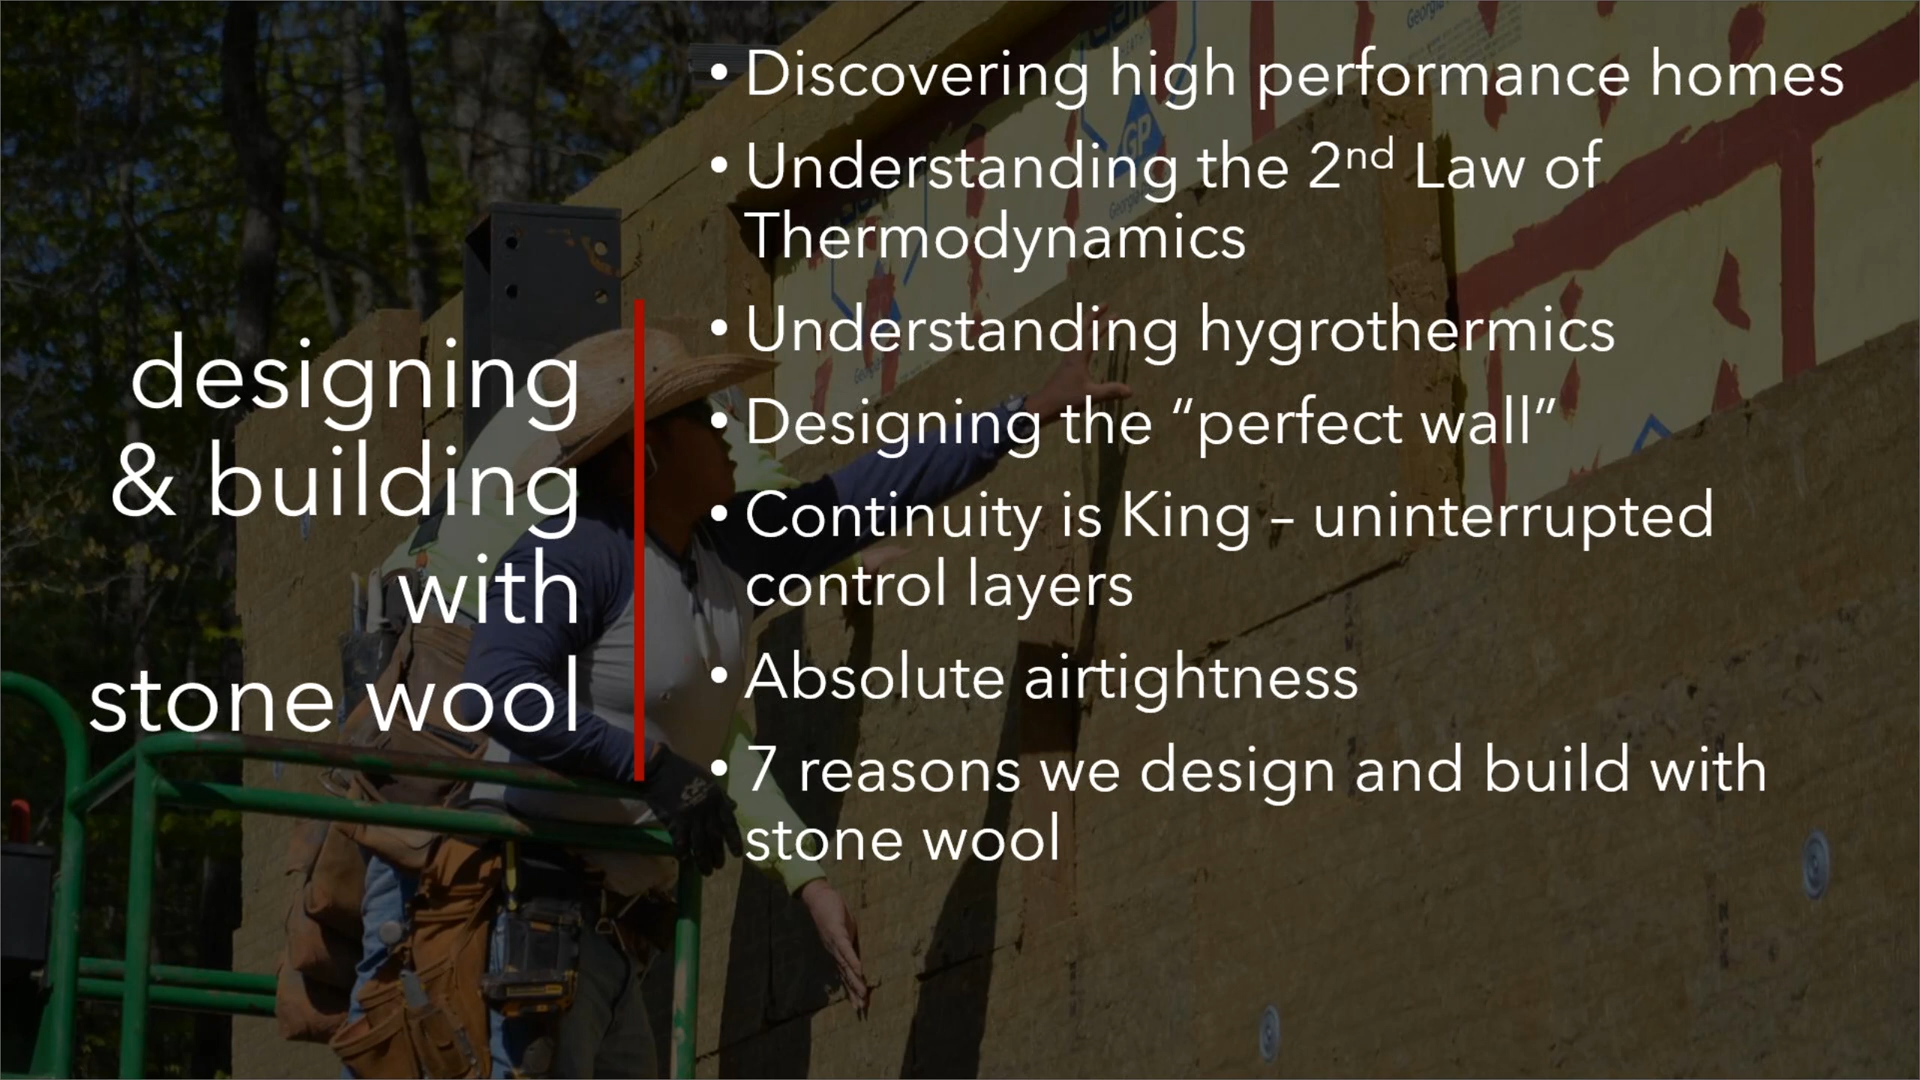 designing
& building
with
stone wool
• Discovering high performance homes
• Understanding the 2nd Law of
Thermodynamics
• Understanding hygrothermics
• Designing the “perfect wall”
• Continuity is King – uninterrupted
control layers
• Absolute airtightness
• 7 reasons we design and build with
stone wool
GP